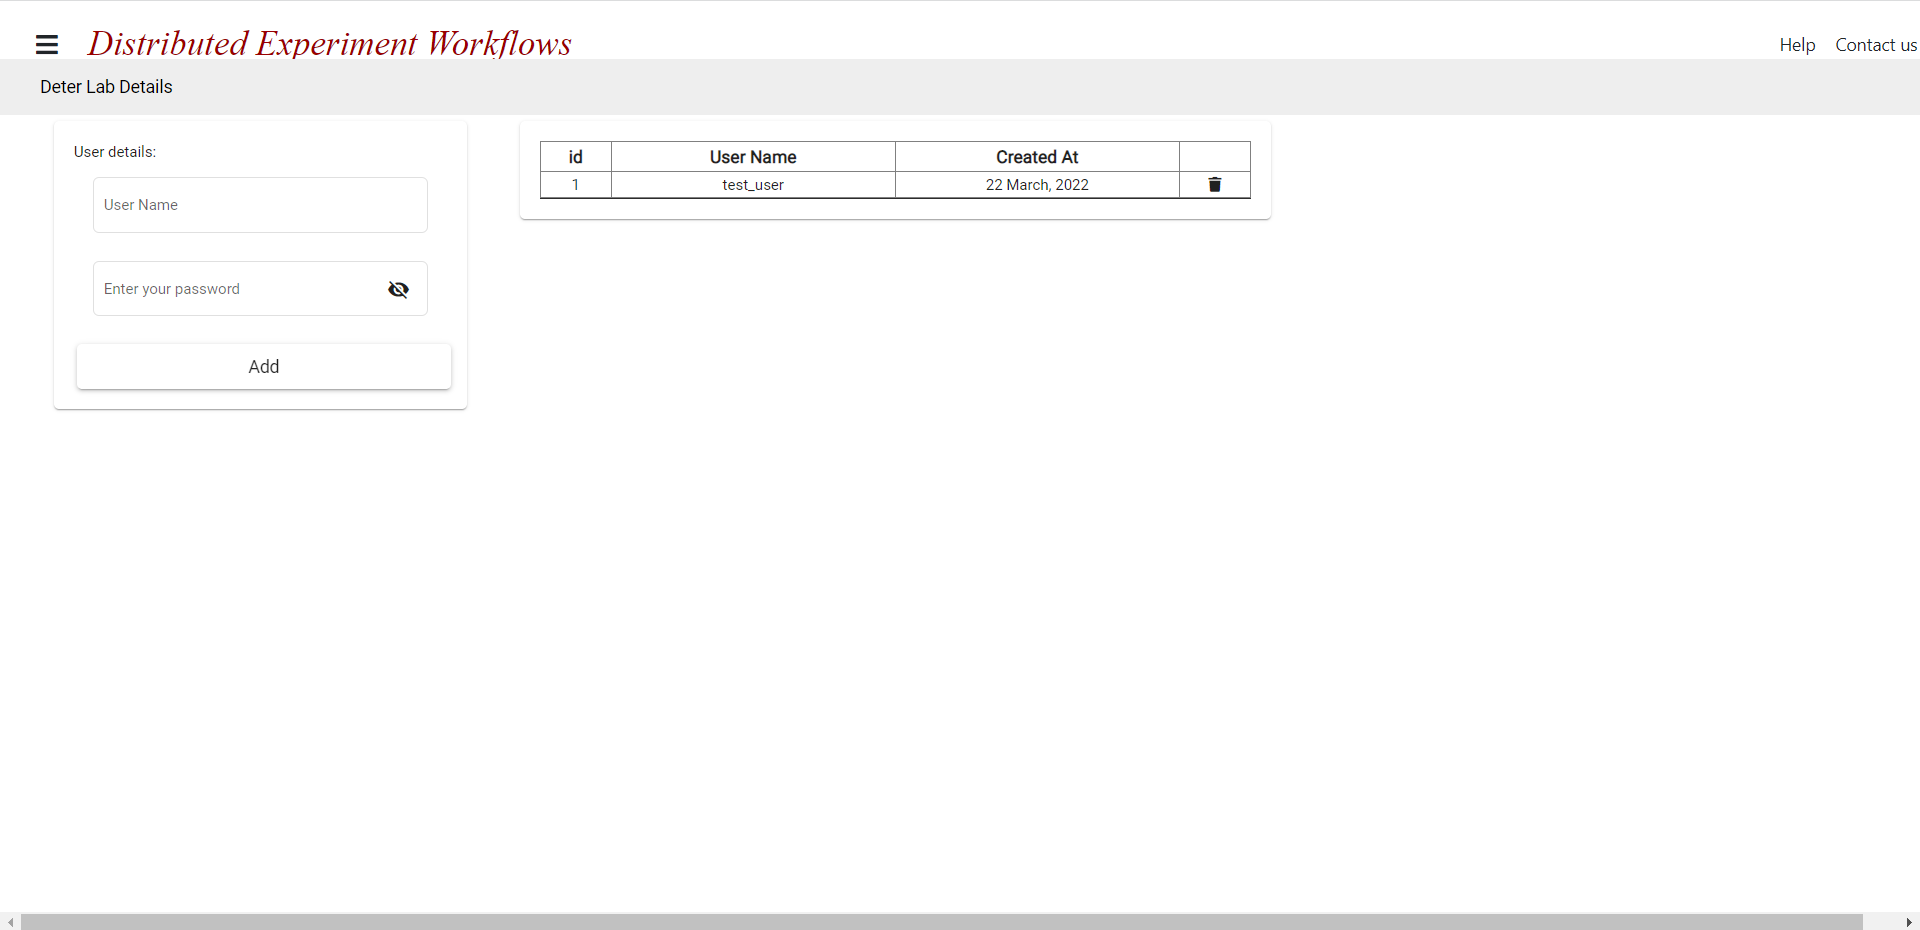 Distributed Experiment Workflows
Help Contact us
Deter Lab Details
User details:
User Name
Enter your password
Add
id User Name Created At
1 test_user 22 March, 2022